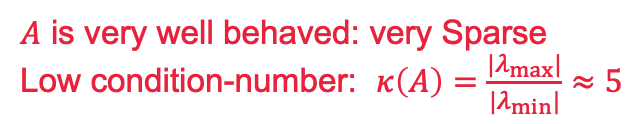 A is very well behaved: very Sparse
Low condition-number: κ(A) = |λmax| / |λmin| ≈ 5